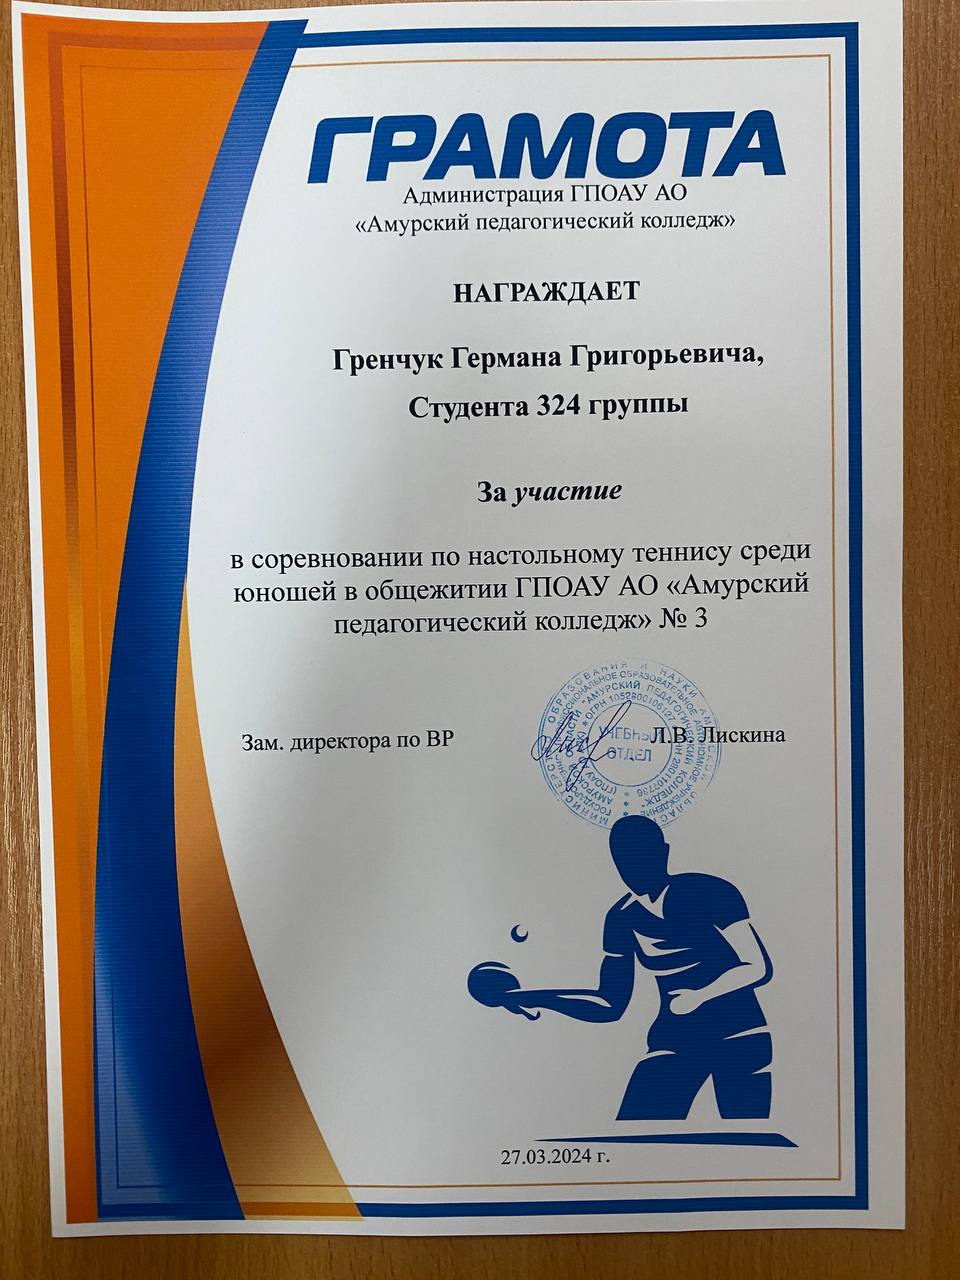 ГРАМОТА
Администрация ГПОАУ АО
«Амурский педагогический колледж»
НАГРАЖДАЕТ
Гренчук Германа Григорьевича,
Студента 324 группы
За участие
в соревновании по настольному теннису среди
юношей в общежитии ГПОАУ АО «Амурский
педагогический колледж» № 3
Зам. директора по ВР
Л.В. Лискина
УЧЕБНЫЙ
ОТДЕЛ
27.03.2024 г.